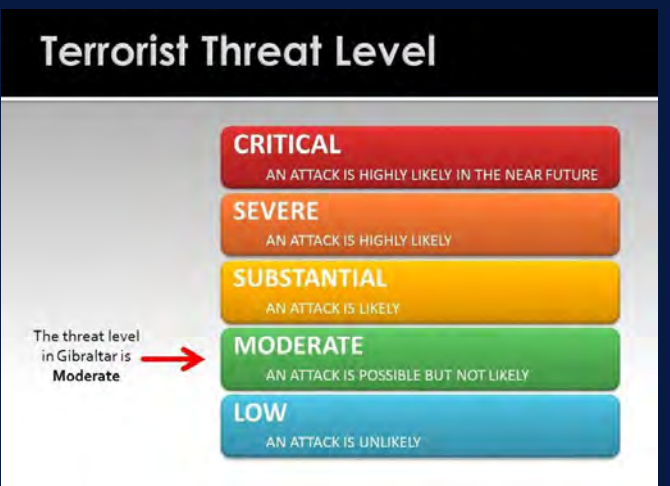 Terrorist Threat Level
CRITICAL
AN ATTACK IS HIGHLY LIKELY IN THE NEAR FUTURE
SEVERE
AN ATTACK IS HIGHLY LIKELY
SUBSTANTIAL
AN ATTACK IS LIKELY
The threat level
in Gibraltar is
Moderate
MODERATE
AN ATTACK IS POSSIBLE BUT NOT LIKELY
LOW
AN ATTACK IS UNLIKELY